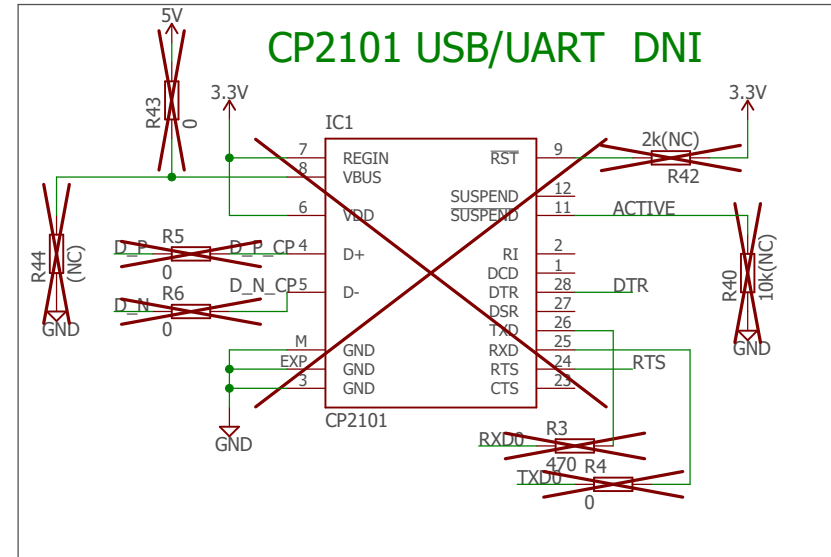 CP2101 USB/UART DNI
5V
R43
0
3.3V
3.3V
IC1
2k(NC)
R42
7 REGIN
8 VBUS
6 VDD
D_P R5 0 D_P_CP 4 D+
D_N R6 0 D_N_CP 5 D-
M GND
EXP GND
3 GND
RST 9
SUSPEND 12
SUSPEND 11 ACTIVE
RI 2
DCD 1
DTR 28 DTR
DSR 27
TXD 26
RXD 25
RTS 24 RTS
CTS 23
R44
(NC)
GND
R40
10k(NC)
GND
GND
CP2101
RXD0 R3
470
TXD0 R4
0